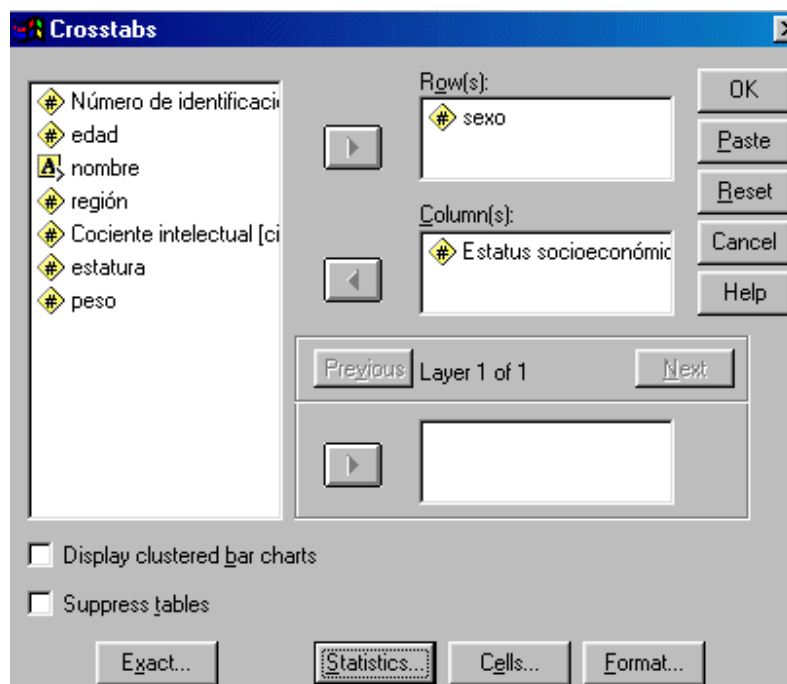 Crosstabs
Número de identificaci
edad
nombre
región
Cociente intelectual [ci
estatura
peso
Row(s):
sexo
Column(s):
Estatus socioeconómic
OK
Paste
Reset
Cancel
Help
Previous
Layer 1 of 1
Next
Display clustered bar charts
Suppress tables
Exact...
Statistics...
Cells...
Format...